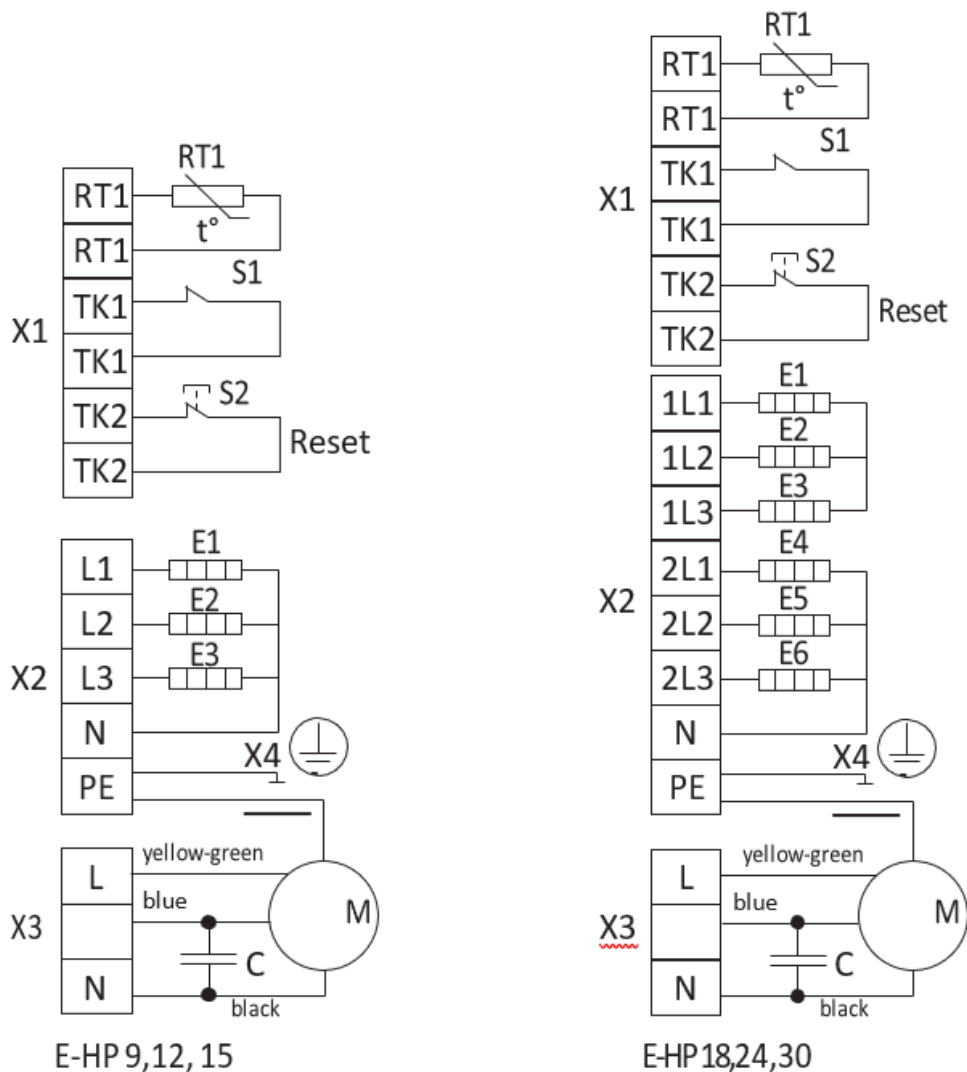 RT1
RT1
t°
RT1
S1
TK1
X1
TK1
S2
TK2
Reset
TK2
E1
L1
E2
L2
E3
X2
L3
N
X4
PE
yellow-green
L
blue
M
X3
C
N
black
E-HP 9,12, 15
RT1
RT1
t°
RT1
S1
TK1
X1
TK1
S2
TK2
Reset
TK2
E1
1L1
E2
1L2
E3
1L3
E4
2L1
X2
E5
2L2
E6
2L3
N
X4
PE
yellow-green
L
blue
M
X3
C
N
black
E-HP18,24,30